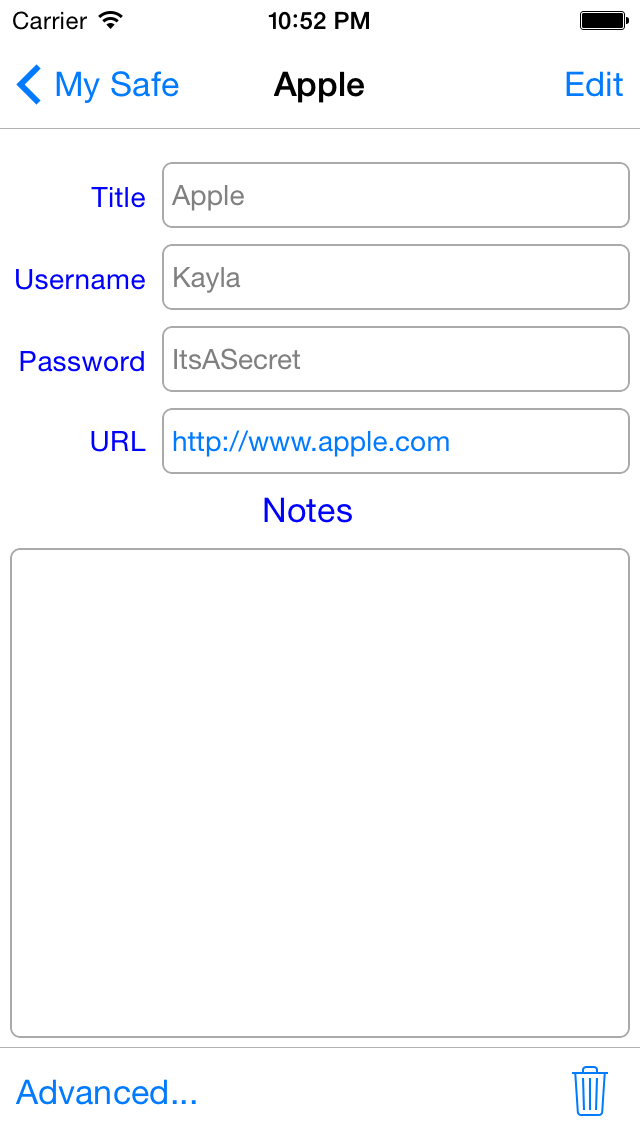 Carrier 10:52 PM
My Safe Apple Edit
Title Apple
Username Kayla
Password ItsASecret
URL http://www.apple.com
Notes
Advanced...